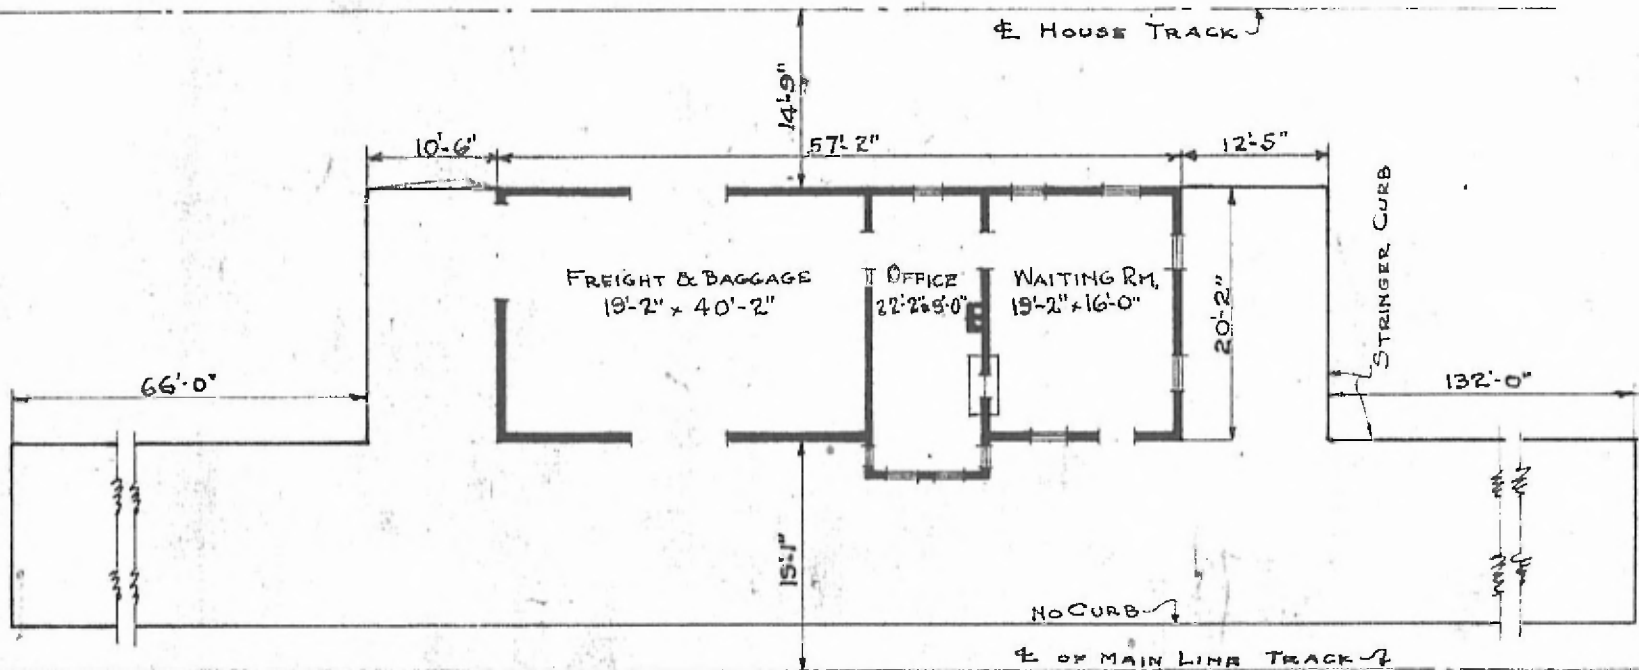 ℄ HOUSE TRACK
14'-9"
10'-6"
57'-2"
12'-5"
STRINGER CURB
FREIGHT & BAGGAGE
19'-2" x 40'-2"
OFFICE
22'-2"x9'-0"
WAITING RM.
19'-2" x 16'-0"
20'-2"
66'-0"
132'-0"
15'-1"
NO CURB
℄ OF MAIN LINE TRACK